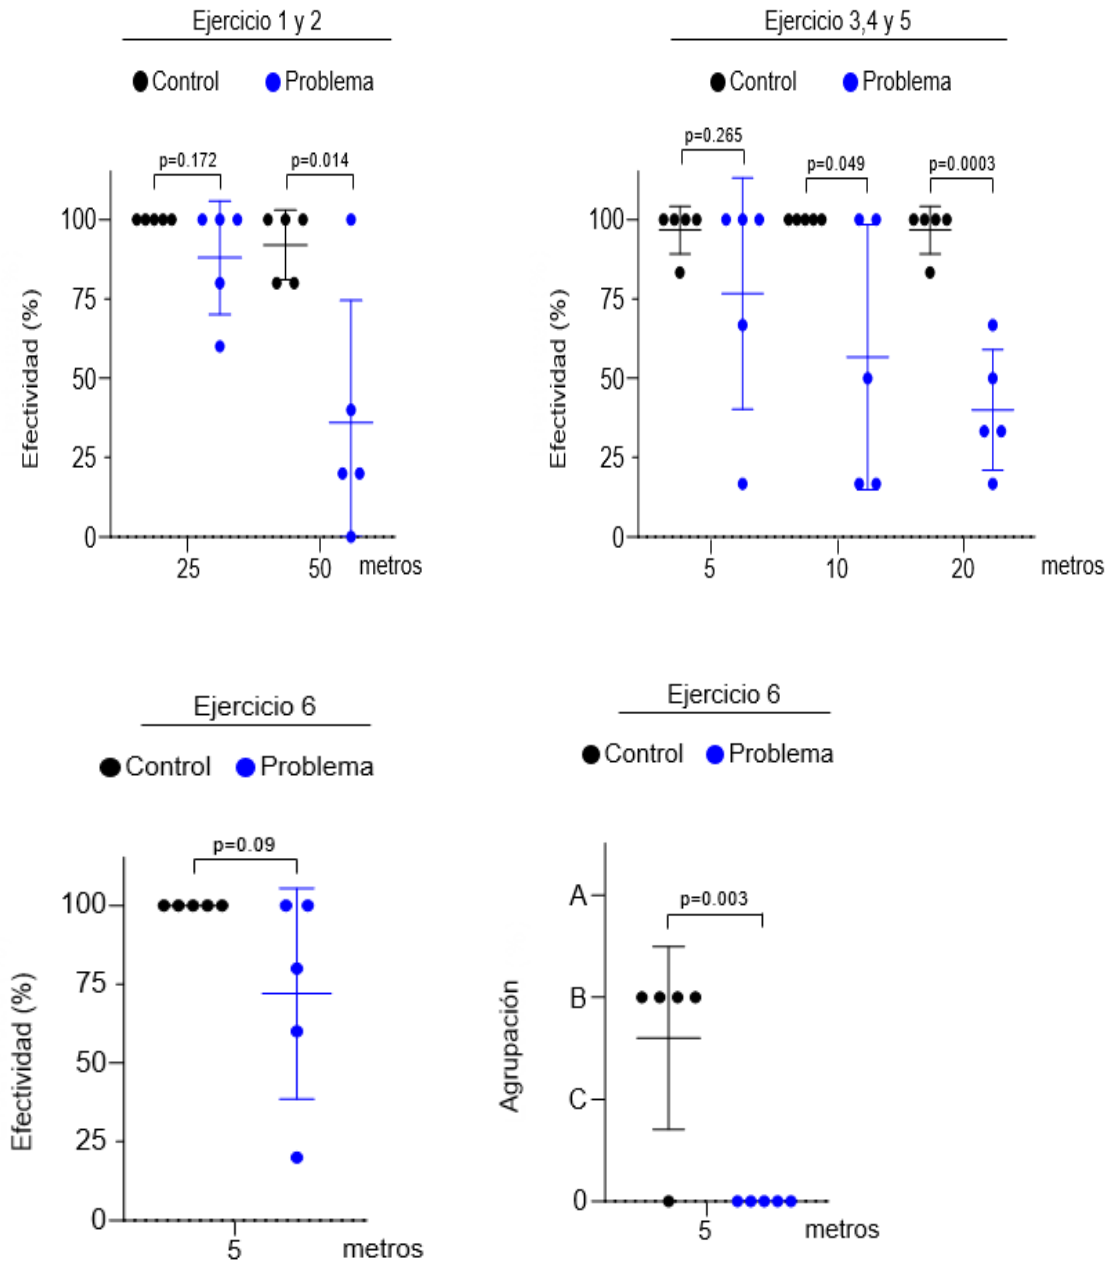 Ejercicio 1 y 2
Control Problema
p=0.172 p=0.014
100
75
50
25
0
Efectividad (%)
25 50 metros
Ejercicio 3,4 y 5
Control Problema
p=0.265 p=0.049 p=0.0003
100
75
50
25
0
Efectividad (%)
5 10 20 metros
Ejercicio 6
Control Problema
p=0.09
100
75
50
25
0
Efectividad (%)
5 metros
Ejercicio 6
Control Problema
p=0.003
A
B
C
0
Agrupación
5 metros